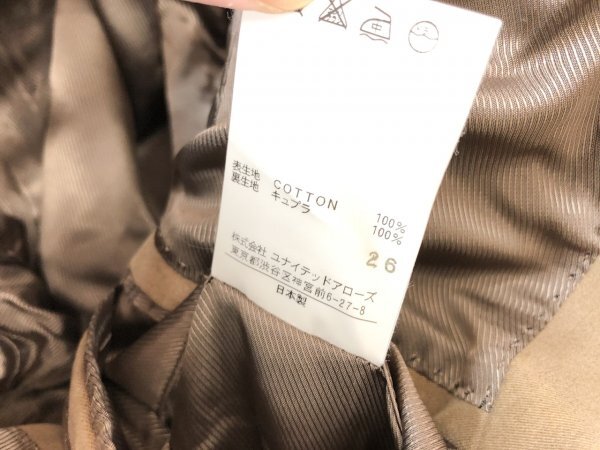 表生地 COTTON 100%
裏生地 キュプラ 100%
26
株式会社 ユナイテッドアローズ
東京都渋谷区神宮前6-27-8
日本製